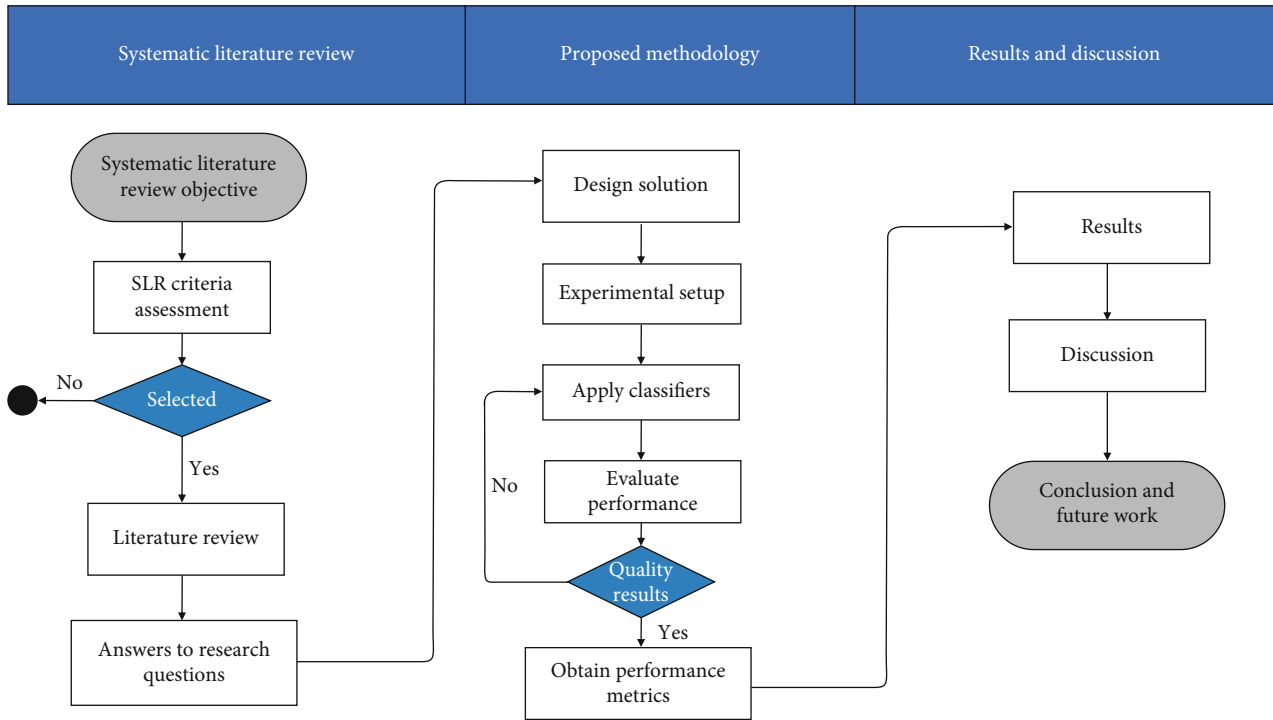 Systematic literature review
Proposed methodology
Results and discussion
Systematic literature
review objective
SLR criteria
assessment
No
Selected
Yes
Literature review
Answers to research
questions
Design solution
Experimental setup
Apply classifiers
No
Evaluate
performance
Quality
results
Yes
Obtain performance
metrics
Results
Discussion
Conclusion and
future work